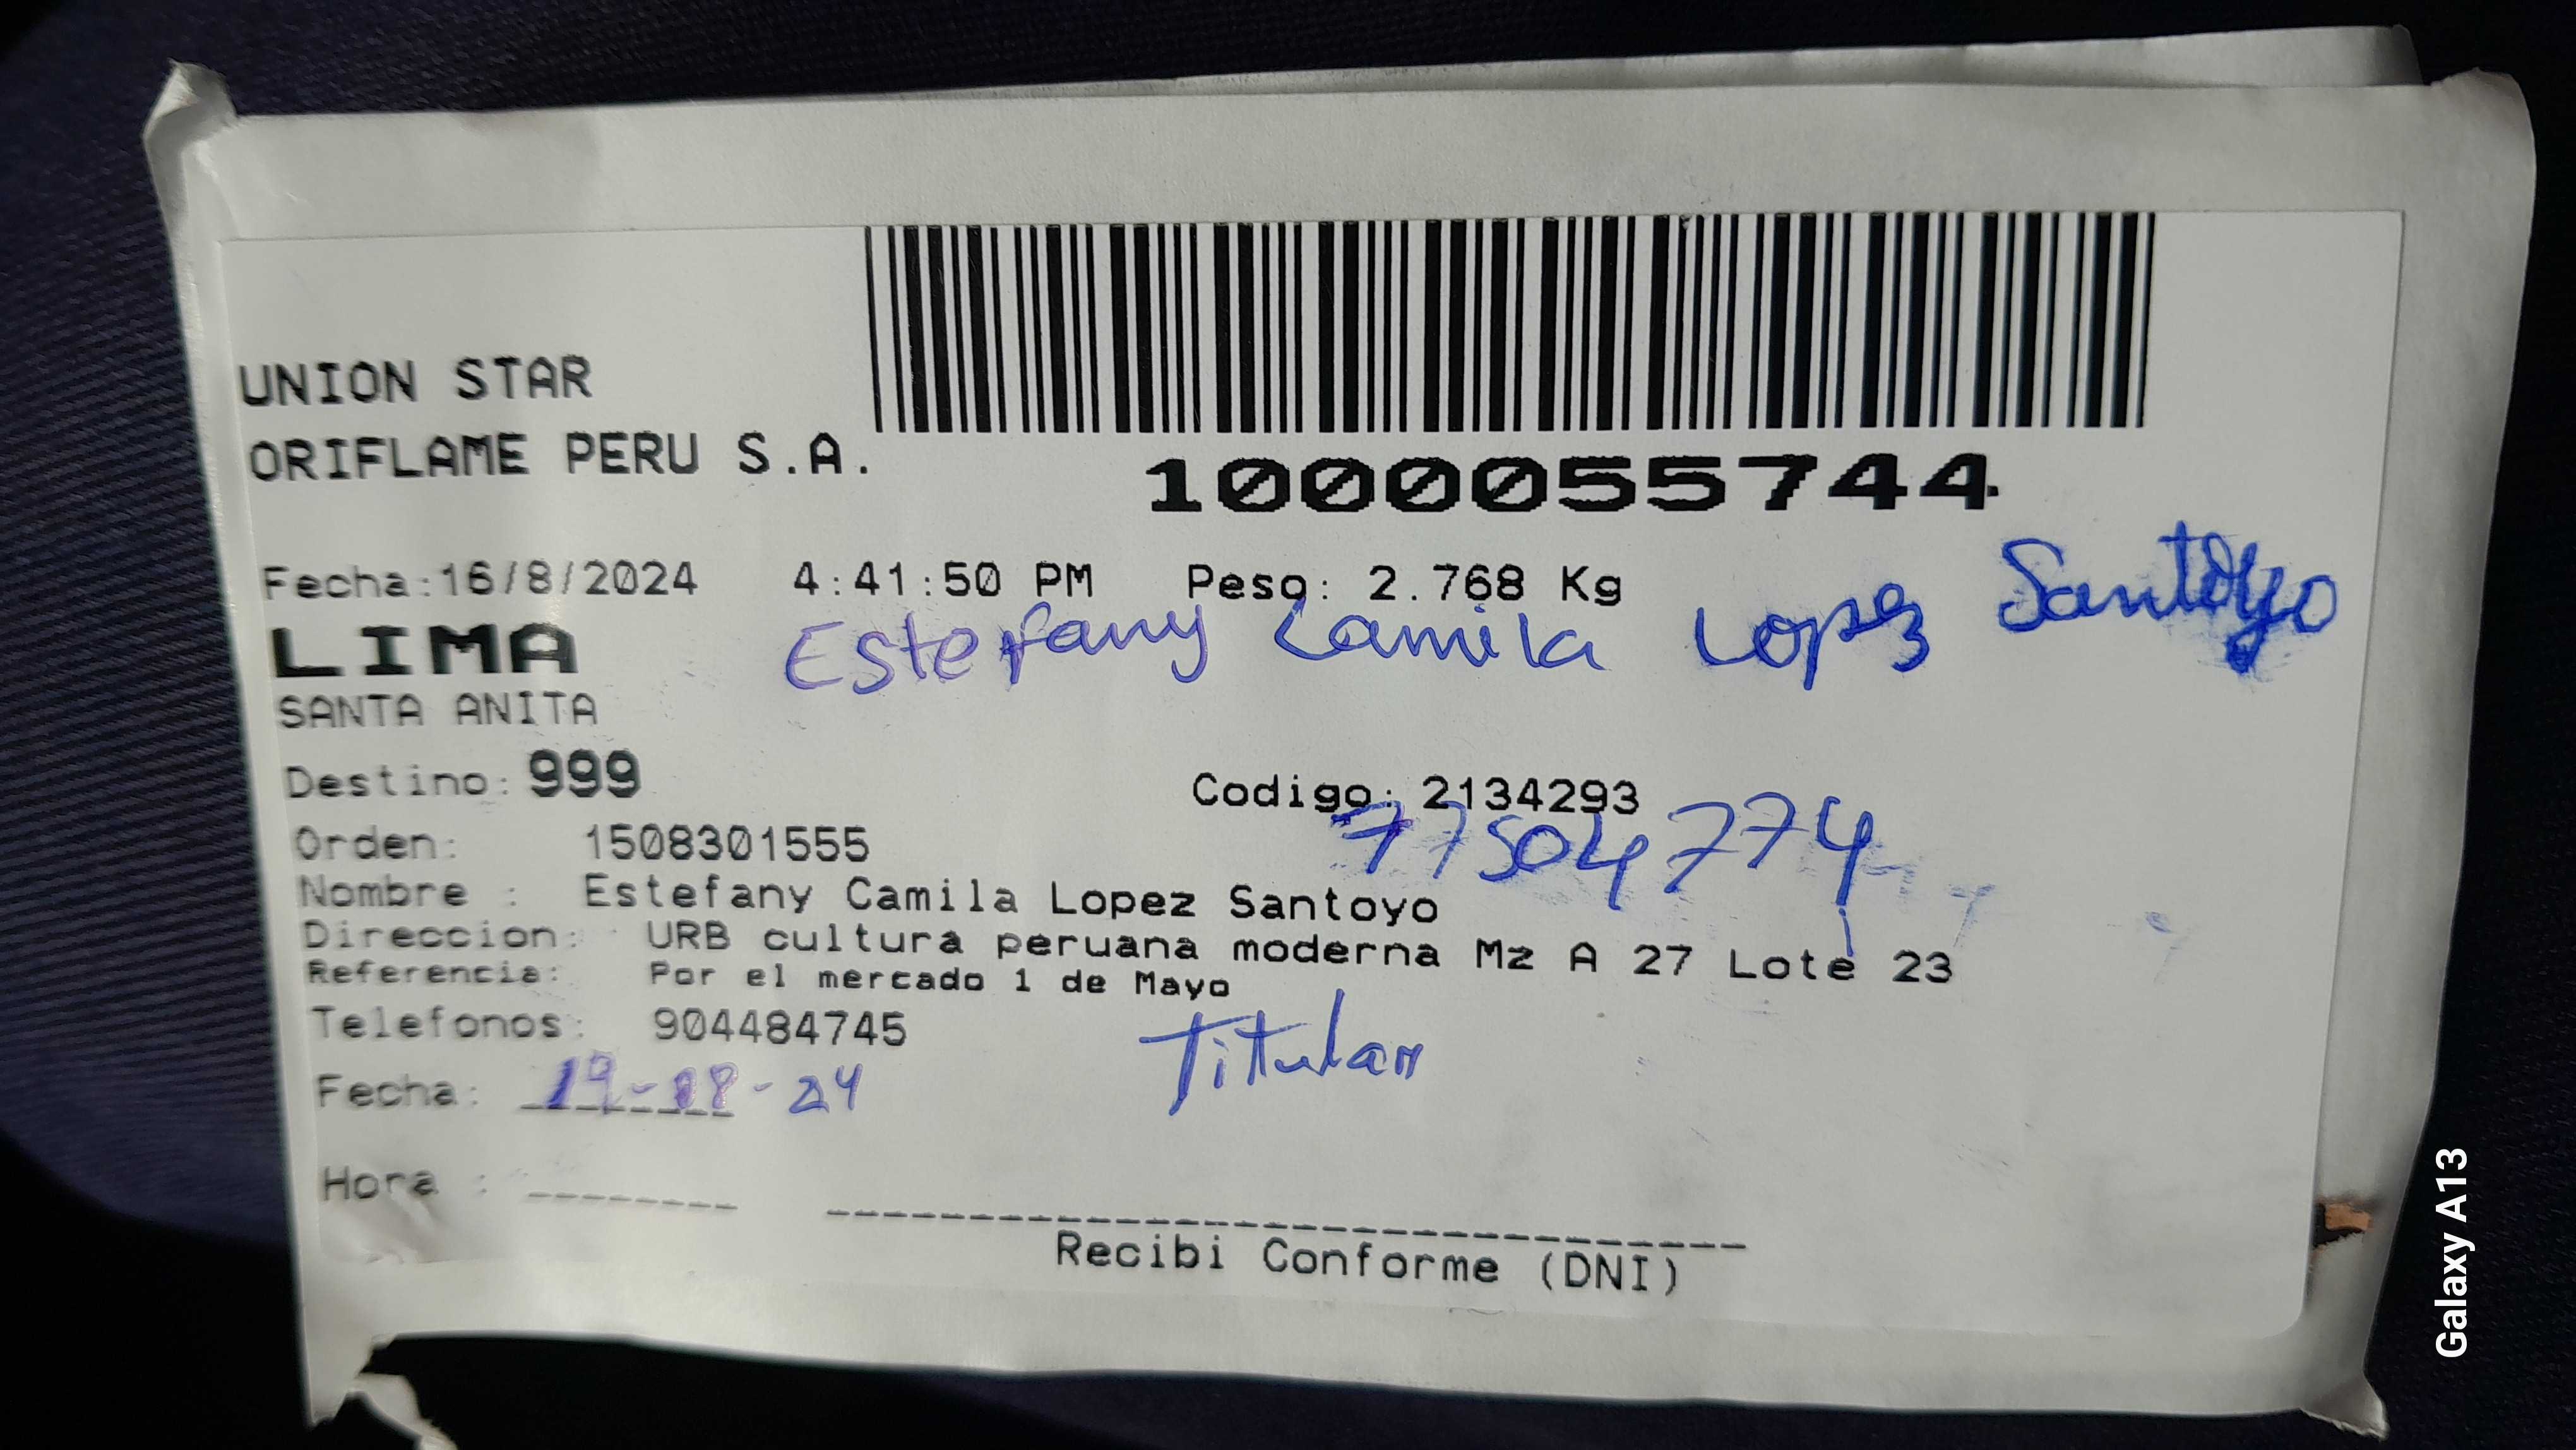 UNION STAR
ORIFLAME PERU S.A.
1000055744
Fecha:16/8/2024 4:41:50 PM Peso: 2.768 Kg
LIMA Estefany Camila Lopez Santoyo
SANTA ANITA
Destino: 999 Codigo: 2134293
77504774
Orden: 1508301555
Nombre : Estefany Camila Lopez Santoyo
Direccion: URB cultura peruana moderna Mz A 27 Lote 23
Referencia: Por el mercado 1 de Mayo
Telefonos: 904484745
Titular
Fecha: 19-08-24
Hora :
Recibi Conforme (DNI)
Galaxy A13